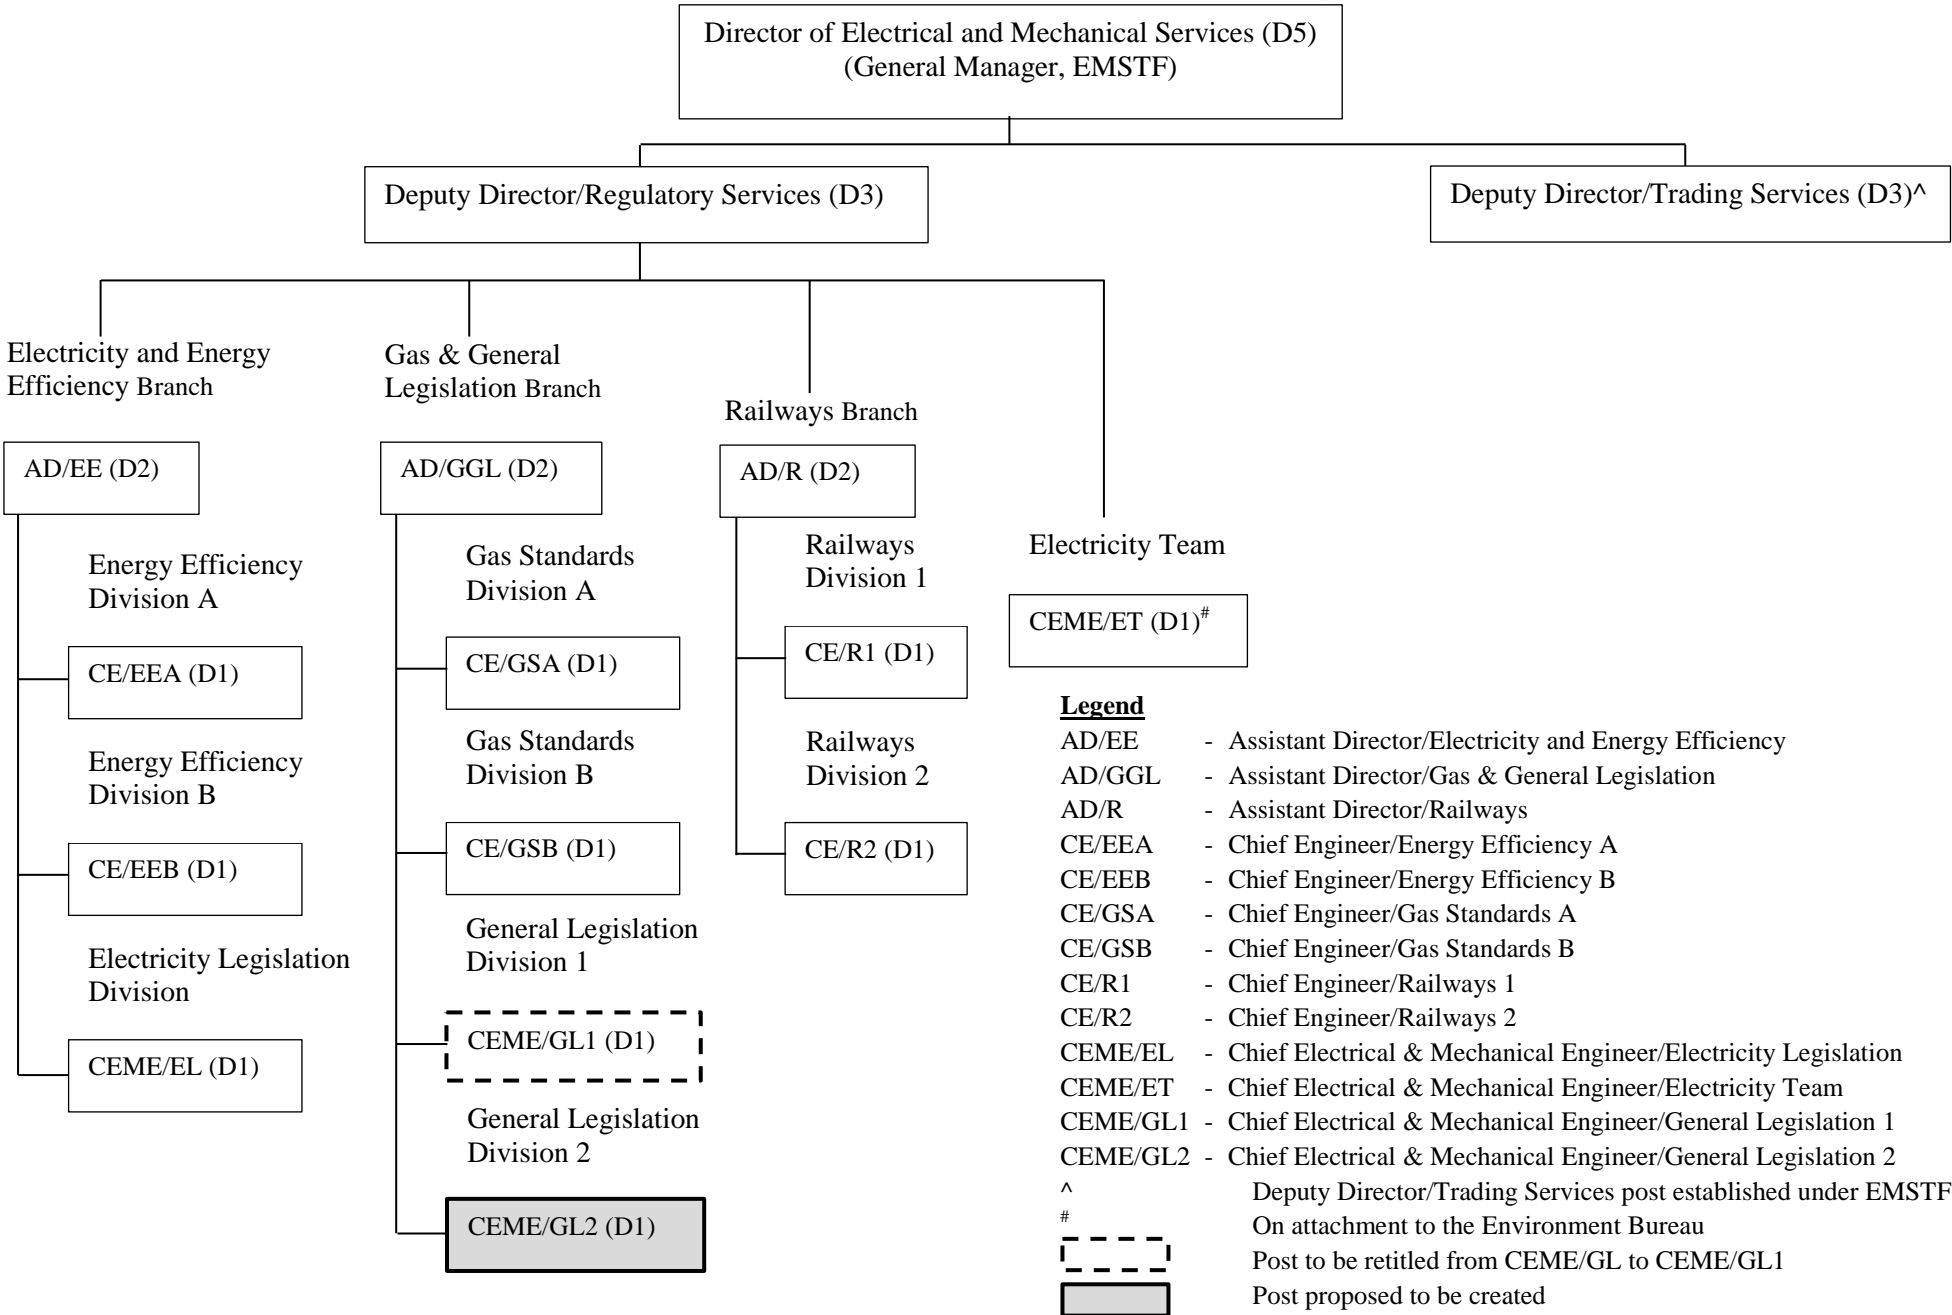 Director of Electrical and Mechanical Services (D5)
(General Manager, EMSTF)
Deputy Director/Regulatory Services (D3)
Deputy Director/Trading Services (D3)^
Electricity and Energy
Efficiency Branch
AD/EE (D2)
Energy Efficiency
Division A
CE/EEA (D1)
Energy Efficiency
Division B
CE/EEB (D1)
Electricity Legislation
Division
CEME/EL (D1)
Gas & General
Legislation Branch
AD/GGL (D2)
Gas Standards
Division A
CE/GSA (D1)
Gas Standards
Division B
CE/GSB (D1)
General Legislation
Division 1
CEME/GL1 (D1)
General Legislation
Division 2
CEME/GL2 (D1)
Railways Branch
AD/R (D2)
Railways
Division 1
CE/R1 (D1)
Railways
Division 2
CE/R2 (D1)
Electricity Team
CEME/ET (D1)#
Legend
AD/EE - Assistant Director/Electricity and Energy Efficiency
AD/GGL - Assistant Director/Gas & General Legislation
AD/R - Assistant Director/Railways
CE/EEA - Chief Engineer/Energy Efficiency A
CE/EEB - Chief Engineer/Energy Efficiency B
CE/GSA - Chief Engineer/Gas Standards A
CE/GSB - Chief Engineer/Gas Standards B
CE/R1 - Chief Engineer/Railways 1
CE/R2 - Chief Engineer/Railways 2
CEME/EL - Chief Electrical & Mechanical Engineer/Electricity Legislation
CEME/ET - Chief Electrical & Mechanical Engineer/Electricity Team
CEME/GL1 - Chief Electrical & Mechanical Engineer/General Legislation 1
CEME/GL2 - Chief Electrical & Mechanical Engineer/General Legislation 2
^ Deputy Director/Trading Services post established under EMSTF
# On attachment to the Environment Bureau
Post to be retitled from CEME/GL to CEME/GL1
Post proposed to be created